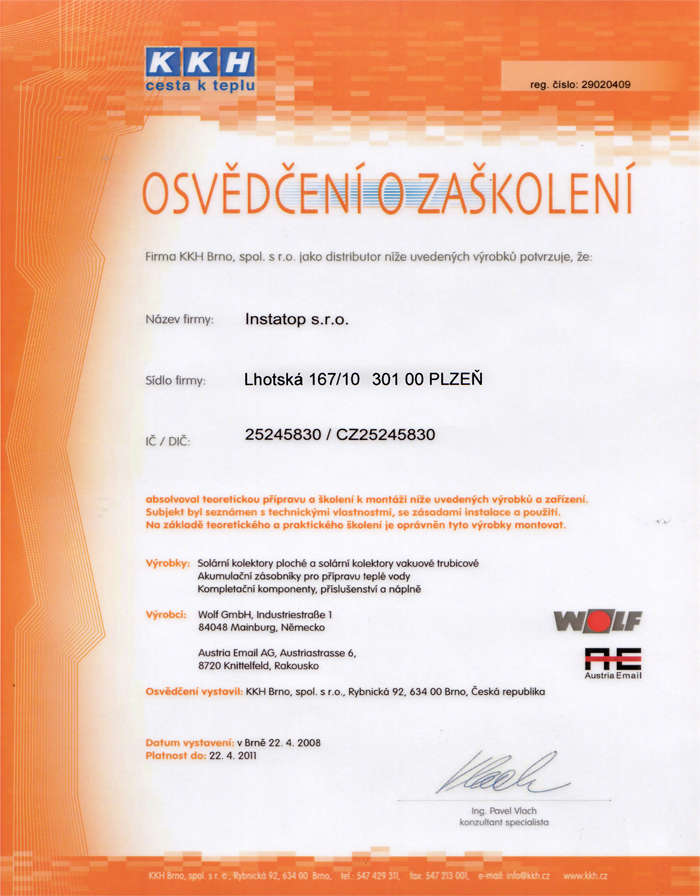 KKH
cesta k teplu
reg. číslo: 29020409
OSVĚDČENÍ O ZAŠKOLENÍ
Firma KKH Brno, spol. s r.o. jako distributor níže uvedených výrobků potvrzuje, že:
Název firmy: Instatop s.r.o.
Sídlo firmy: Lhotská 167/10 301 00 PLZEŇ
IČ / DIČ: 25245830 / CZ25245830
absolvoval teoretickou přípravu a školení k montáži níže uvedených výrobků a zařízení.
Subjekt byl seznámen s technickými vlastnostmi, se zásadami instalace a použití.
Na základě teoretického a praktického školení je oprávněn tyto výrobky montovat.
Výrobky: Solární kolektory ploché a solární kolektory vakuové trubicové
Akumulační zásobníky pro přípravu teplé vody
Kompletační komponenty, příslušenství a náplně
Výrobci: Wolf GmbH, Industriestraße 1
84048 Mainburg, Německo
WOLF
Austria Email AG, Austriastrasse 6,
8720 Knittelfeld, Rakousko
AE
Austria Email
Osvědčení vystavil: KKH Brno, spol. s r.o., Rybnická 92, 634 00 Brno, Česká republika
Datum vystavení: v Brně 22. 4. 2008
Platnost do: 22. 4. 2011
Ing. Pavel Vlach
konzultant specialista
KKH Brno, spol. s r. o., Rybnická 92, 634 00 Brno, tel.: 547 429 311, fax: 547 213 001, e-mail: info@kkh.cz www.kkh.cz